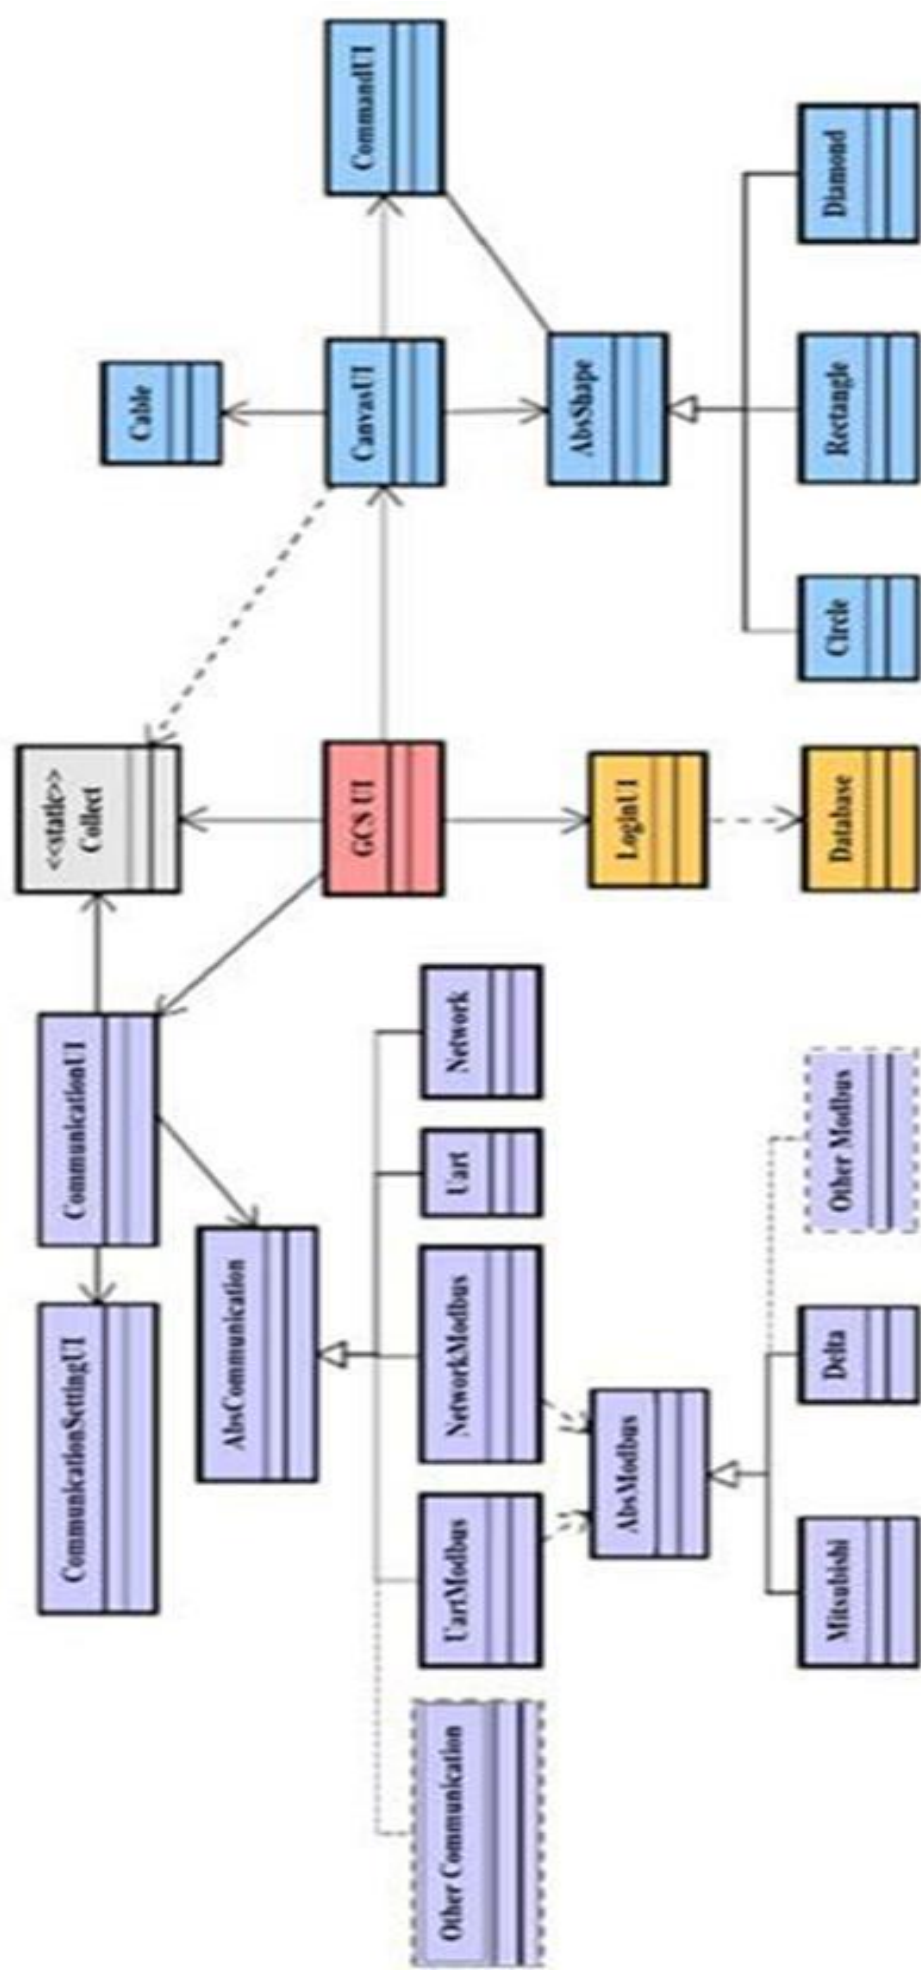 CommunicationSettingUI
CommunicationUI
<<static>>
Collect
Cable
AbsCommunication
GCS UI
CanvasUI
CommandUI
Other Communication
UartModbus
NetworkModbus
Uart
Network
AbsModbus
LoginUI
AbsShape
Mitsubishi
Delta
Other Modbus
Database
Circle
Rectangle
Diamond